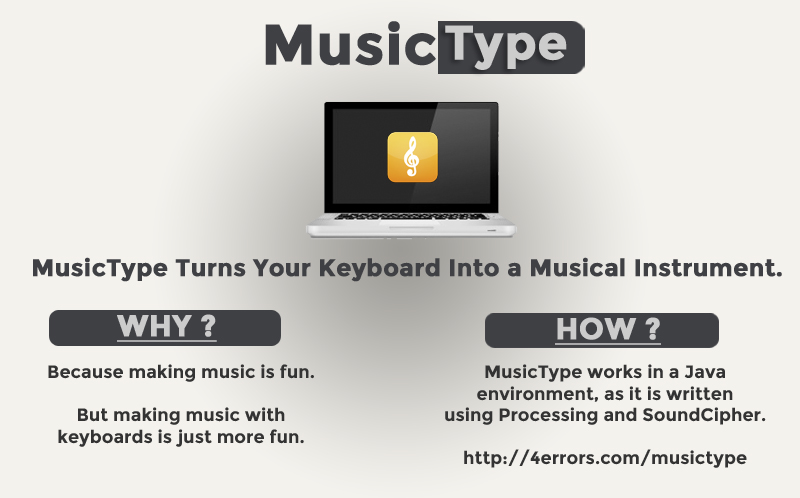 MusicType
MusicType Turns Your Keyboard Into a Musical Instrument.
WHY ?
Because making music is fun.
But making music with
keyboards is just more fun.
HOW ?
MusicType works in a Java
environment, as it is written
using Processing and SoundCipher.
http://4errors.com/musictype